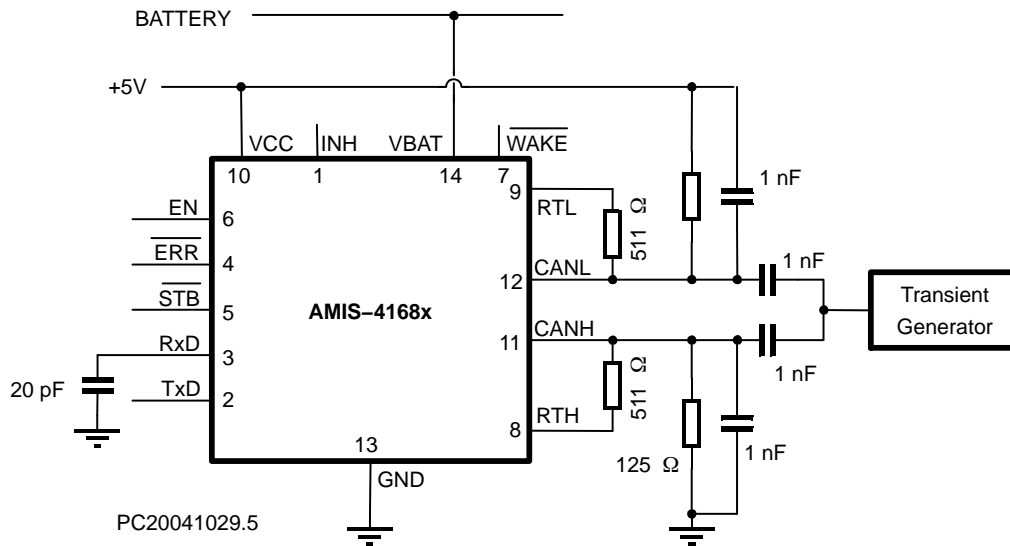 BATTERY
+5V
VCC
INH
VBAT
WAKE
10
1
14
7
9
RTL
511 Ω
1 nF
EN
6
ERR
4
12
CANL
1 nF
STB
5
AMIS–4168x
Transient
Generator
RxD
3
11
CANH
1 nF
20 pF
TxD
2
8
RTH
511 Ω
125 Ω
1 nF
13
GND
PC20041029.5